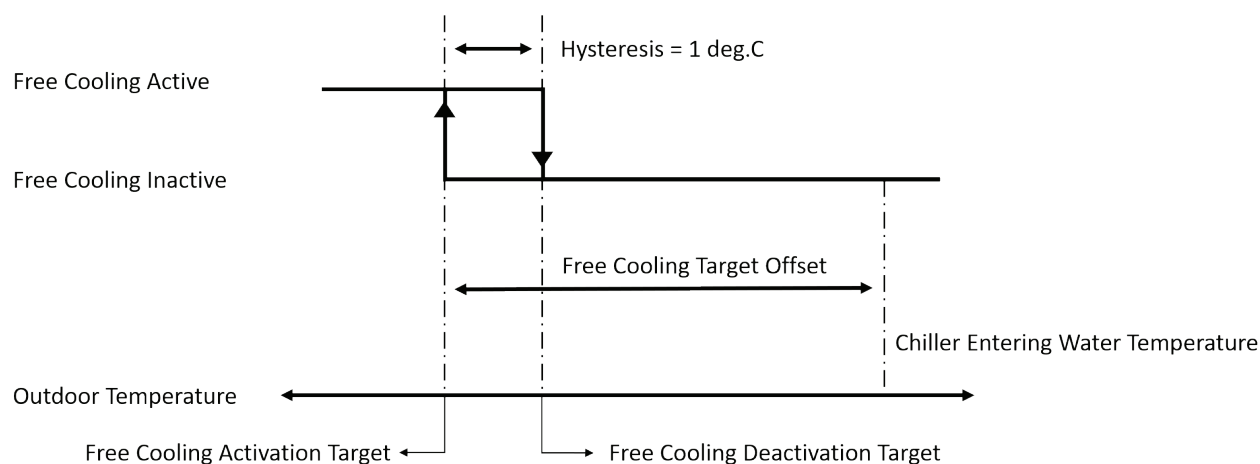 Hysteresis = 1 deg.C
Free Cooling Active
Free Cooling Inactive
Free Cooling Target Offset
Chiller Entering Water Temperature
Outdoor Temperature
Free Cooling Activation Target
Free Cooling Deactivation Target